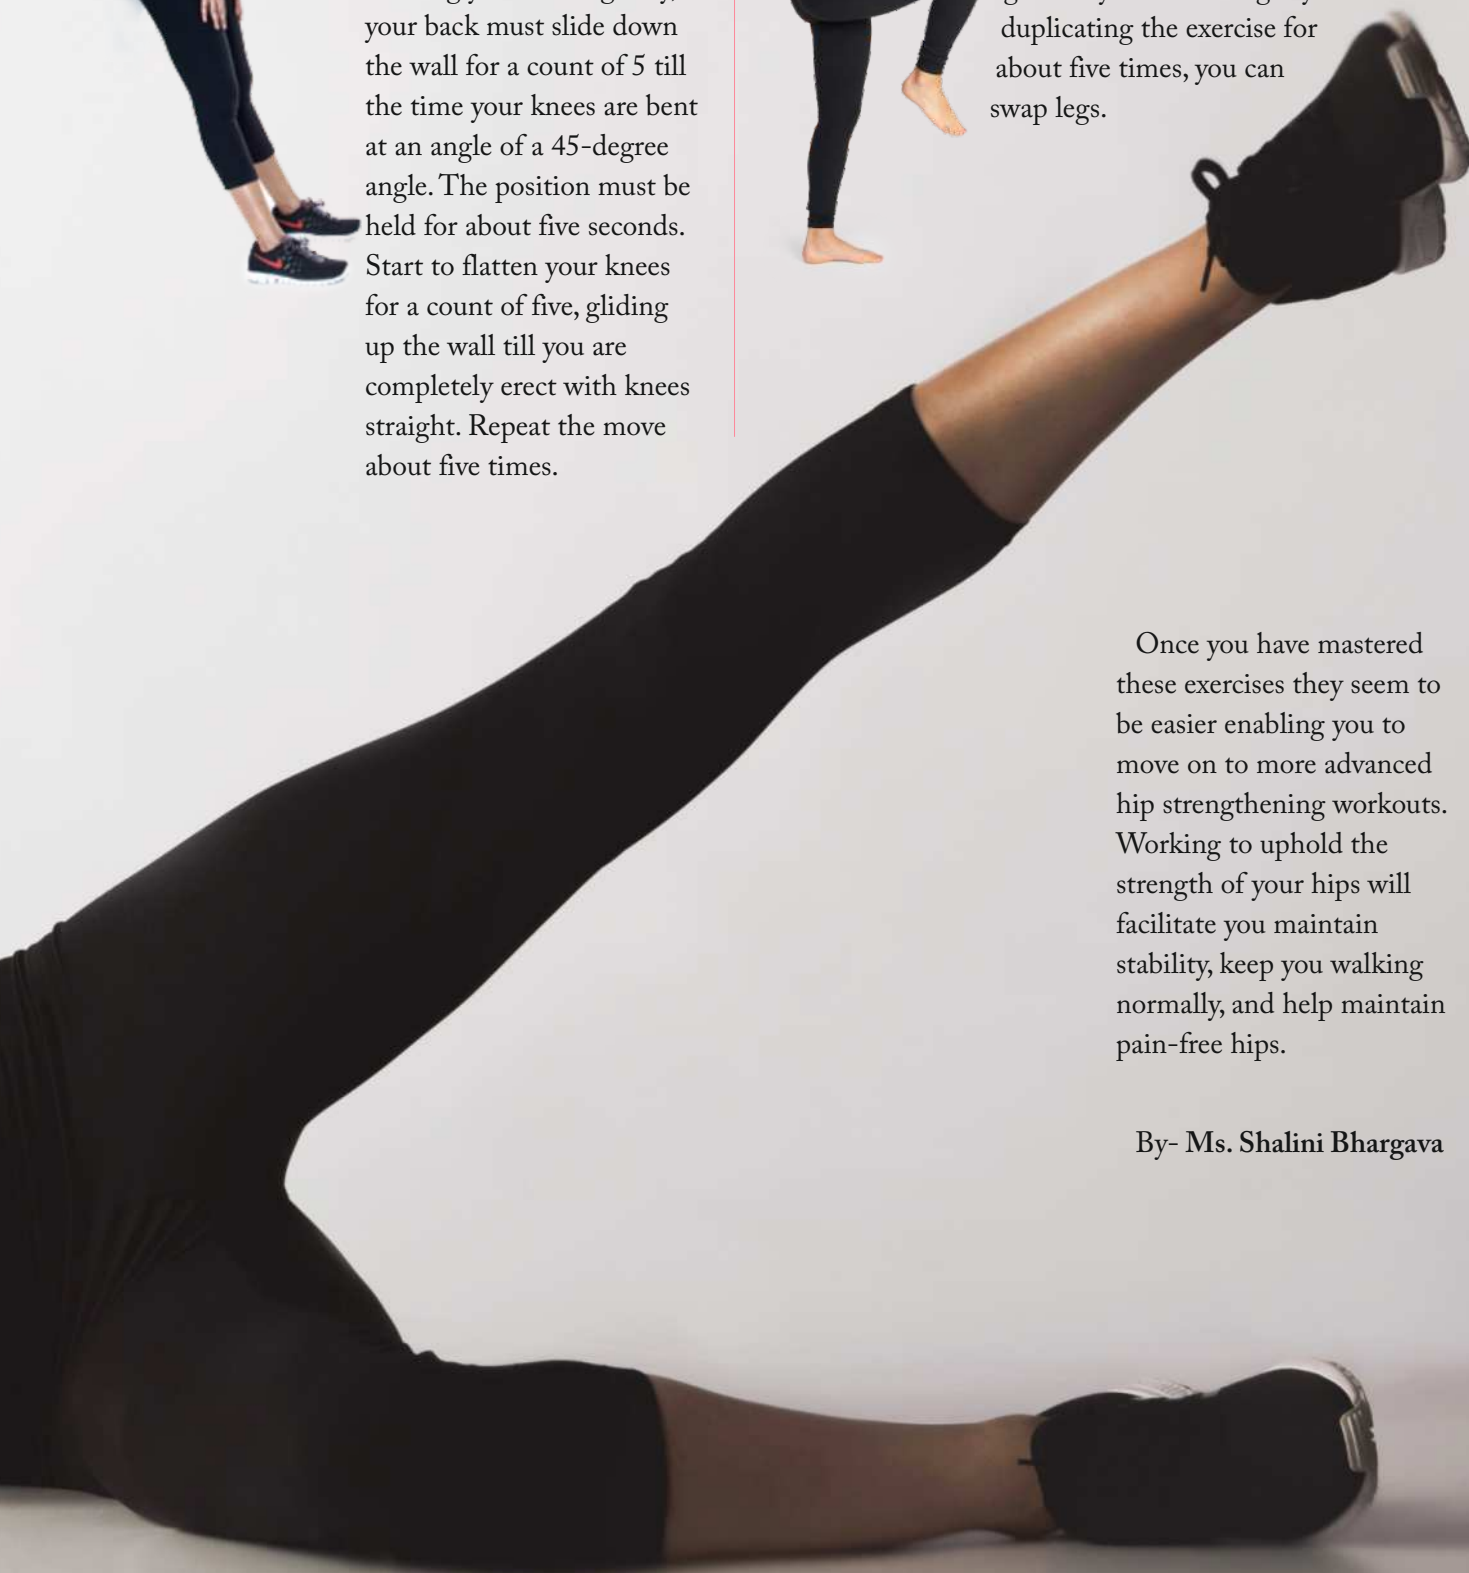 your back must slide down
the wall for a count of 5 till
the time your knees are bent
at an angle of a 45-degree
angle. The position must be
held for about five seconds.
Start to flatten your knees
for a count of five, gliding
up the wall till you are
completely erect with knees
straight. Repeat the move
about five times.
duplicating the exercise for
about five times, you can
swap legs.
Once you have mastered
these exercises they seem to
be easier enabling you to
move on to more advanced
hip strengthening workouts.
Working to uphold the
strength of your hips will
facilitate you maintain
stability, keep you walking
normally, and help maintain
pain-free hips.
By- Ms. Shalini Bhargava